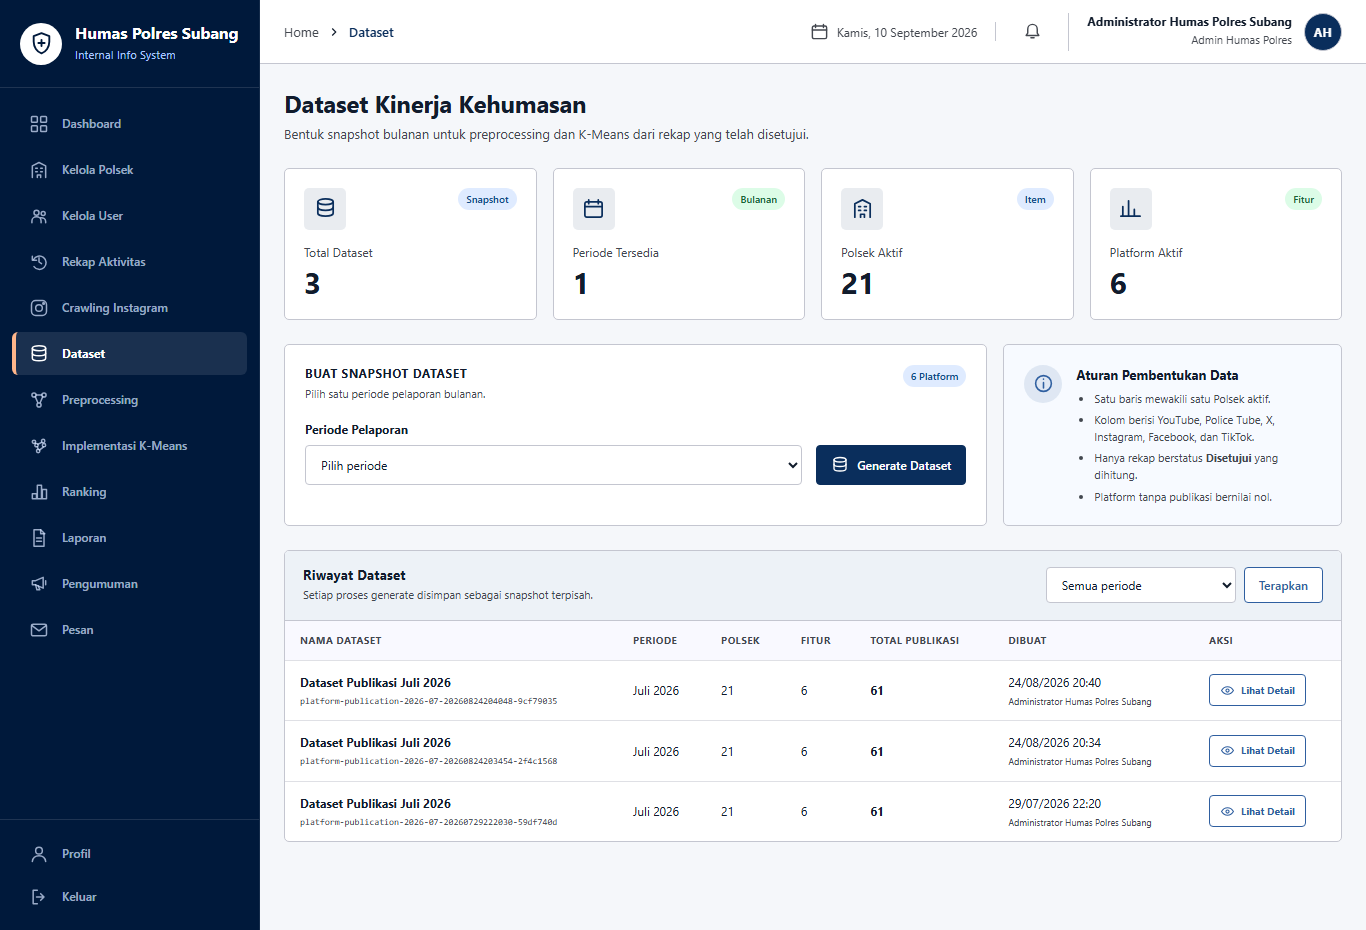 Humas Polres Subang
Internal Info System
Dashboard
Kelola Polsek
Kelola User
Rekap Aktivitas
Crawling Instagram
Dataset
Preprocessing
Implementasi K-Means
Ranking
Laporan
Pengumuman
Pesan
Profil
Keluar
Home > Dataset
Kamis, 10 September 2026
Administrator Humas Polres Subang
Admin Humas Polres
AH
Dataset Kinerja Kehumasan
Bentuk snapshot bulanan untuk preprocessing dan K-Means dari rekap yang telah disetujui.
Snapshot
Total Dataset
3
Bulanan
Periode Tersedia
1
Item
Polsek Aktif
21
Fitur
Platform Aktif
6
BUAT SNAPSHOT DATASET
Pilih satu periode pelaporan bulanan.
6 Platform
Periode Pelaporan
Pilih periode
Generate Dataset
Aturan Pembentukan Data
• Satu baris mewakili satu Polsek aktif.
• Kolom berisi YouTube, Police Tube, X,
Instagram, Facebook, dan TikTok.
• Hanya rekap berstatus Disetujui yang
dihitung.
• Platform tanpa publikasi bernilai nol.
Riwayat Dataset
Setiap proses generate disimpan sebagai snapshot terpisah.
Semua periode
Terapkan
NAMA DATASET PERIODE POLSEK FITUR TOTAL PUBLIKASI DIBUAT AKSI
Dataset Publikasi Juli 2026
platform-publication-2026-07-20260824204048-9cf79035
Juli 2026 21 6 61
24/08/2026 20:40
Administrator Humas Polres Subang
Lihat Detail
Dataset Publikasi Juli 2026
platform-publication-2026-07-20260824203454-2f4c1568
Juli 2026 21 6 61
24/08/2026 20:34
Administrator Humas Polres Subang
Lihat Detail
Dataset Publikasi Juli 2026
platform-publication-2026-07-20260729222030-59df740d
Juli 2026 21 6 61
29/07/2026 22:20
Administrator Humas Polres Subang
Lihat Detail